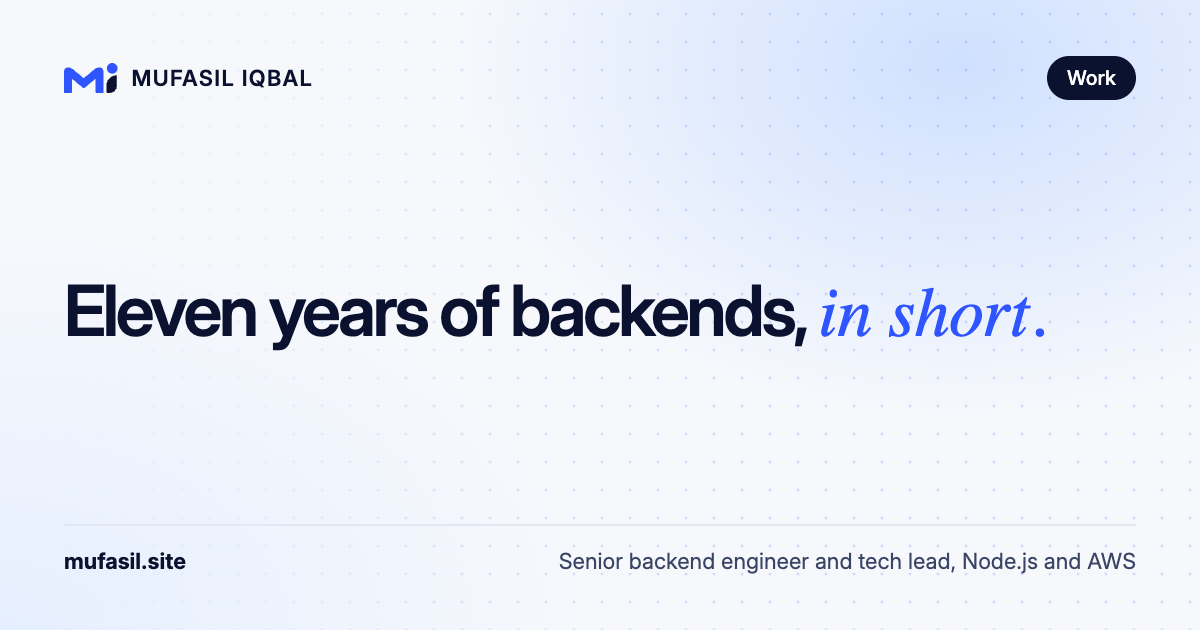 Mi MUFASIL IQBAL
Work
Eleven years of backends, in short.
mufasil.site
Senior backend engineer and tech lead, Node.js and AWS